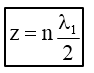 z = n λ₁/2